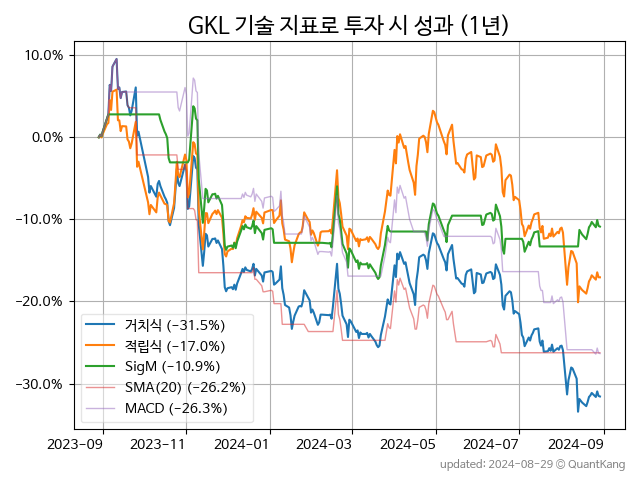 GKL 기술 지표로 투자 시 성과 (1년)
10.0%
0.0%
−10.0%
−20.0%
−30.0%
거치식 (−31.5%)
적립식 (−17.0%)
SigM (−10.9%)
SMA(20) (−26.2%)
MACD (−26.3%)
2023-09 2023-11 2024-01 2024-03 2024-05 2024-07 2024-09
updated: 2024-08-29 © QuantKang